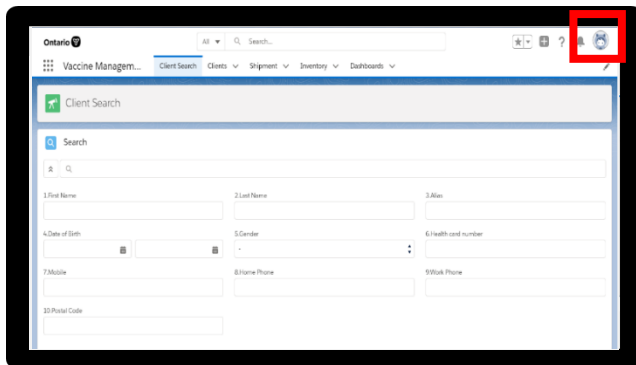 Ontario
All Search...
Vaccine Managem... Client Search Clients Shipment Inventory Dashboards
Client Search
Search
1.First Name 2.Last Name 3.Alias
4.Date of Birth 5.Gender 6.Health card number
-
7.Mobile 8.Home Phone 9.Work Phone
10.Postal Code